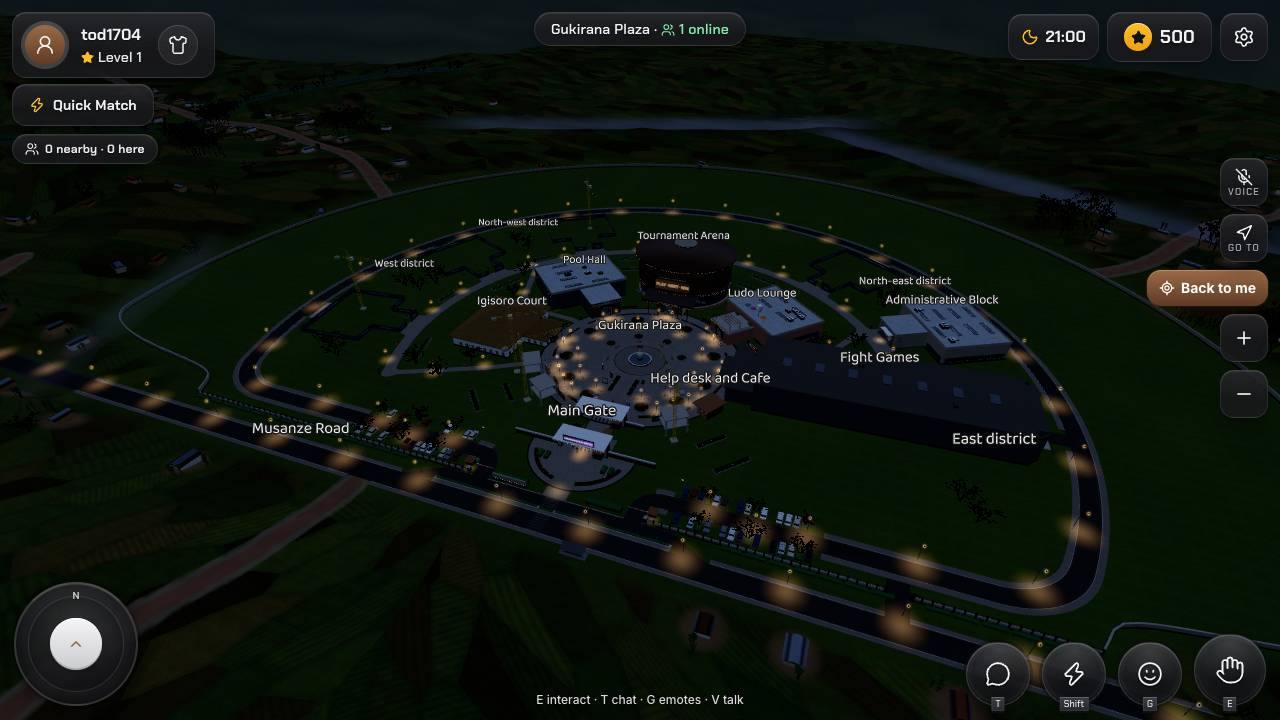 tod1704
Level 1
Gukirana Plaza · 1 online
21:00
500
Quick Match
0 nearby · 0 here
VOICE
GO TO
Back to me
North-west district
Tournament Arena
West district
Pool Hall
North-east district
Igisoro Court
Ludo Lounge
Administrative Block
Gukirana Plaza
Fight Games
Help desk and Cafe
Main Gate
Musanze Road
East district
N
E interact · T chat · G emotes · V talk
T
Shift
G
E